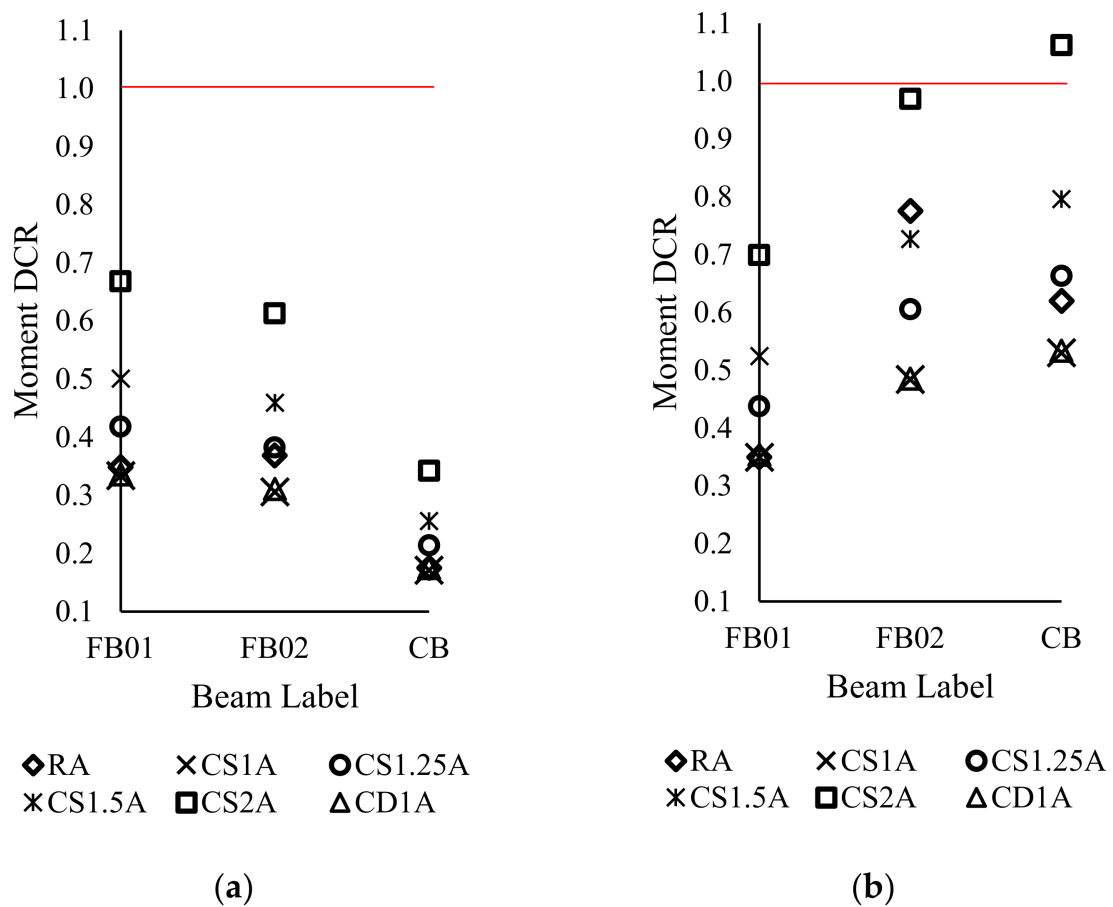 Moment DCR
1.1
1.0
0.9
0.8
0.7
0.6
0.5
0.4
0.3
0.2
0.1
FB01 FB02 CB
Beam Label
RA CS1A CS1.25A
CS1.5A CS2A CD1A
(a)
Moment DCR
1.1
1.0
0.9
0.8
0.7
0.6
0.5
0.4
0.3
0.2
0.1
FB01 FB02 CB
Beam Label
RA CS1A CS1.25A
CS1.5A CS2A CD1A
(b)